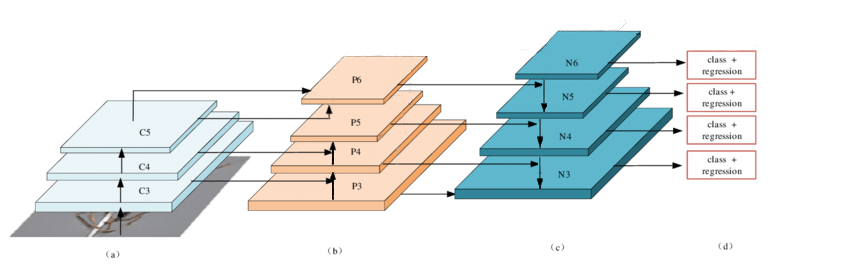 C5
C4
C3
P6
P5
P4
P3
N6
N5
N4
N3
class +
regression
class+
regression
class +
regression
class +
regression
(a)
(b)
(c)
(d)